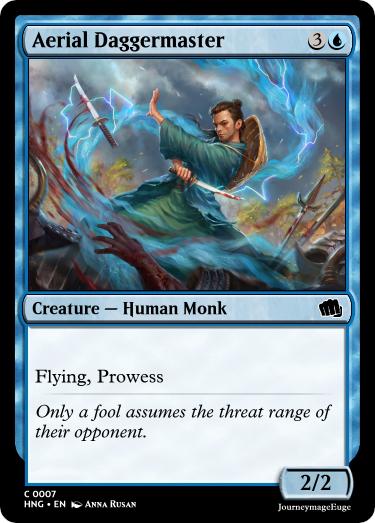 Aerial Daggermaster 3
Creature — Human Monk
Flying, Prowess
Only a fool assumes the threat range of
their opponent.
2/2
C 0007
HNG • EN Anna Rusan
JourneymageEuge